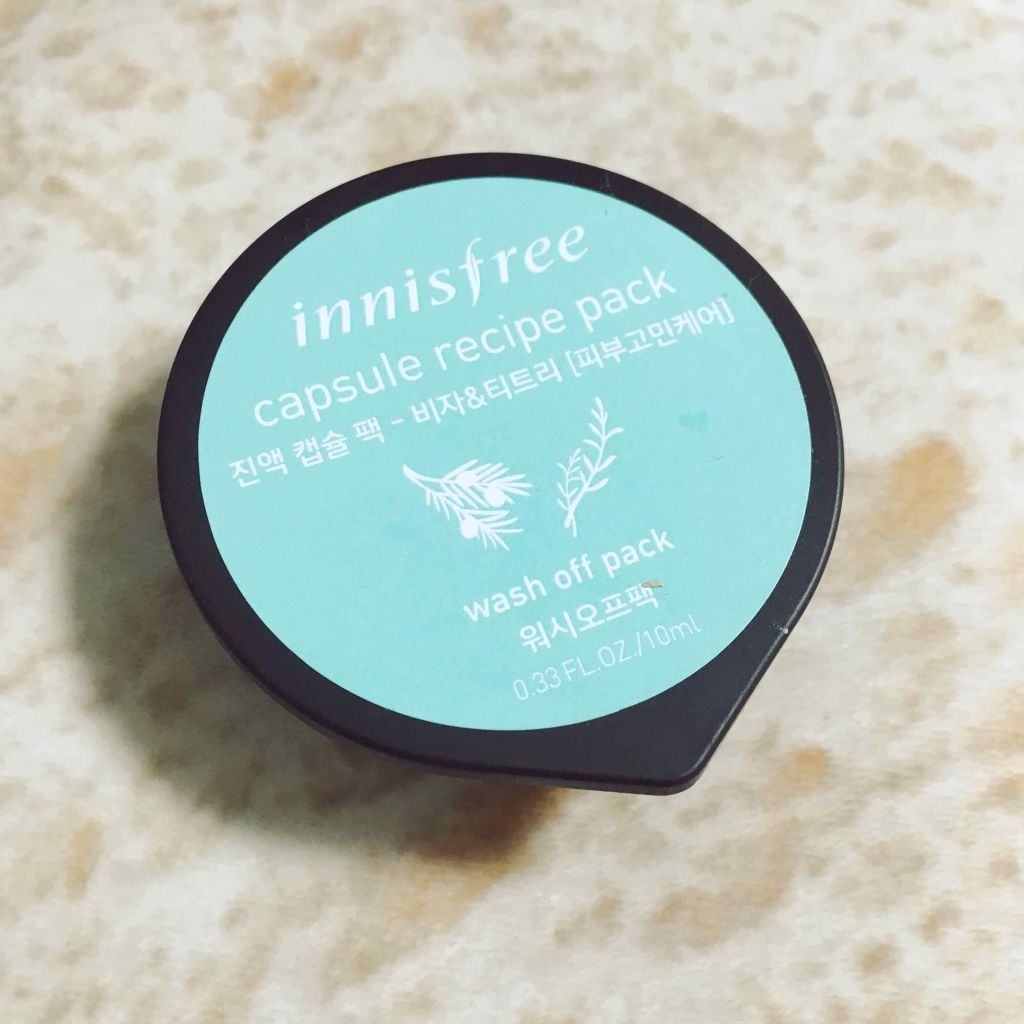 innisfree
capsule recipe pack
진액 캡슐 팩 - 비자&티트리 [피부고민케어]
wash off pack
워시오프팩
0.33 FL.OZ./10ml